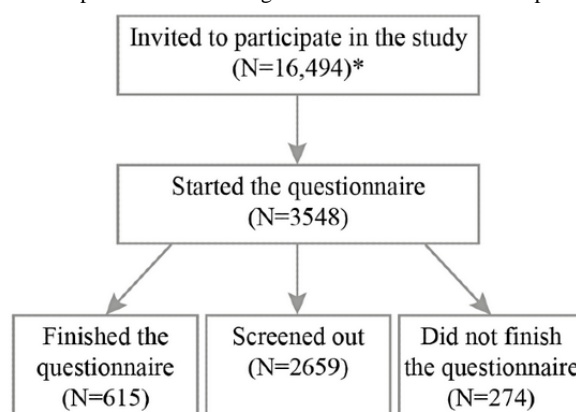 Invited to participate in the study
(N=16,494)*
Started the questionnaire
(N=3548)
Finished the
questionnaire
(N=615)
Screened out
(N=2659)
Did not finish
the questionnaire
(N=274)